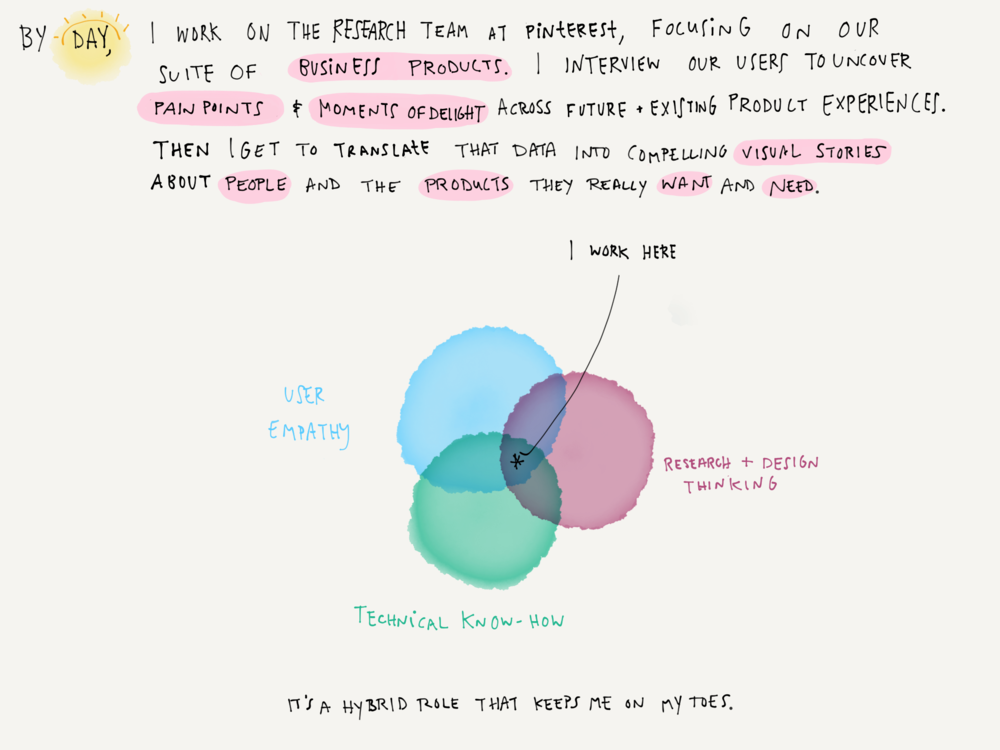 BY DAY, I WORK ON THE RESEARCH TEAM AT PINTEREST, FOCUSING ON OUR
SUITE OF BUSINESS PRODUCTS. I INTERVIEW OUR USERS TO UNCOVER
PAIN POINTS & MOMENTS OF DELIGHT ACROSS FUTURE + EXISTING PRODUCT EXPERIENCES.
THEN I GET TO TRANSLATE THAT DATA INTO COMPELLING VISUAL STORIES
ABOUT PEOPLE AND THE PRODUCTS THEY REALLY WANT AND NEED.
I WORK HERE
USER
EMPATHY
*
RESEARCH + DESIGN
THINKING
TECHNICAL KNOW-HOW
IT'S A HYBRID ROLE THAT KEEPS ME ON MY TOES.